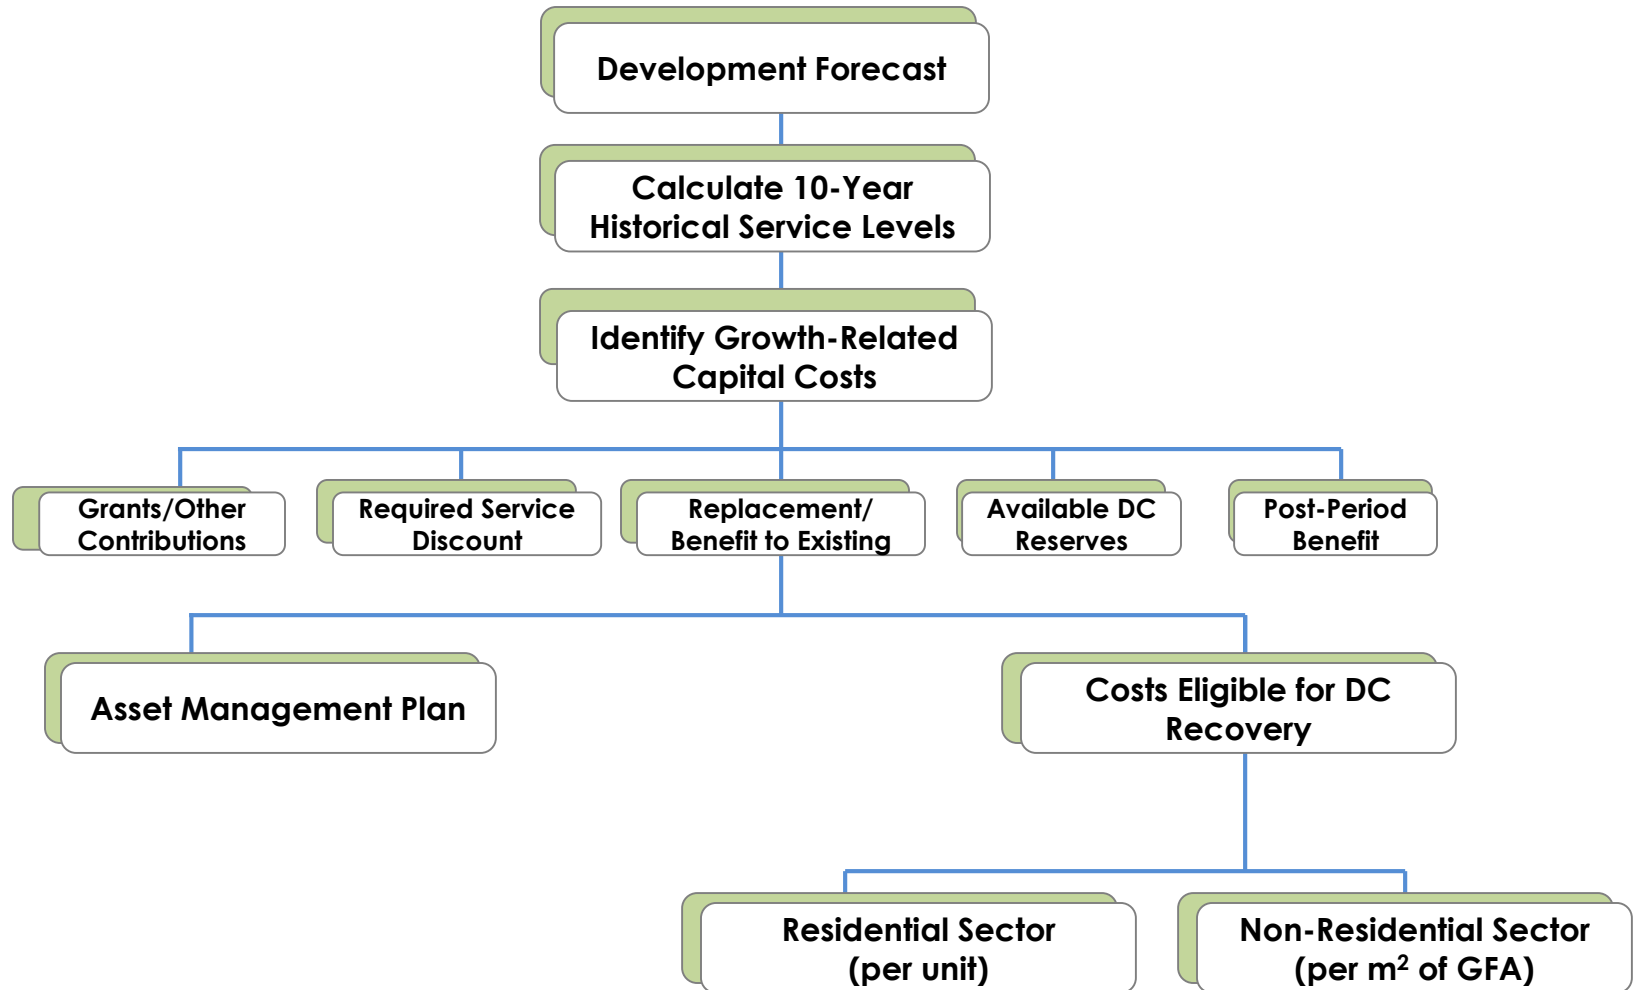 Development Forecast
Calculate 10-Year
Historical Service Levels
Identify Growth-Related
Capital Costs
Grants/Other
Contributions
Required Service
Discount
Replacement/
Benefit to Existing
Available DC
Reserves
Post-Period
Benefit
Asset Management Plan
Costs Eligible for DC
Recovery
Residential Sector
(per unit)
Non-Residential Sector
(per m² of GFA)